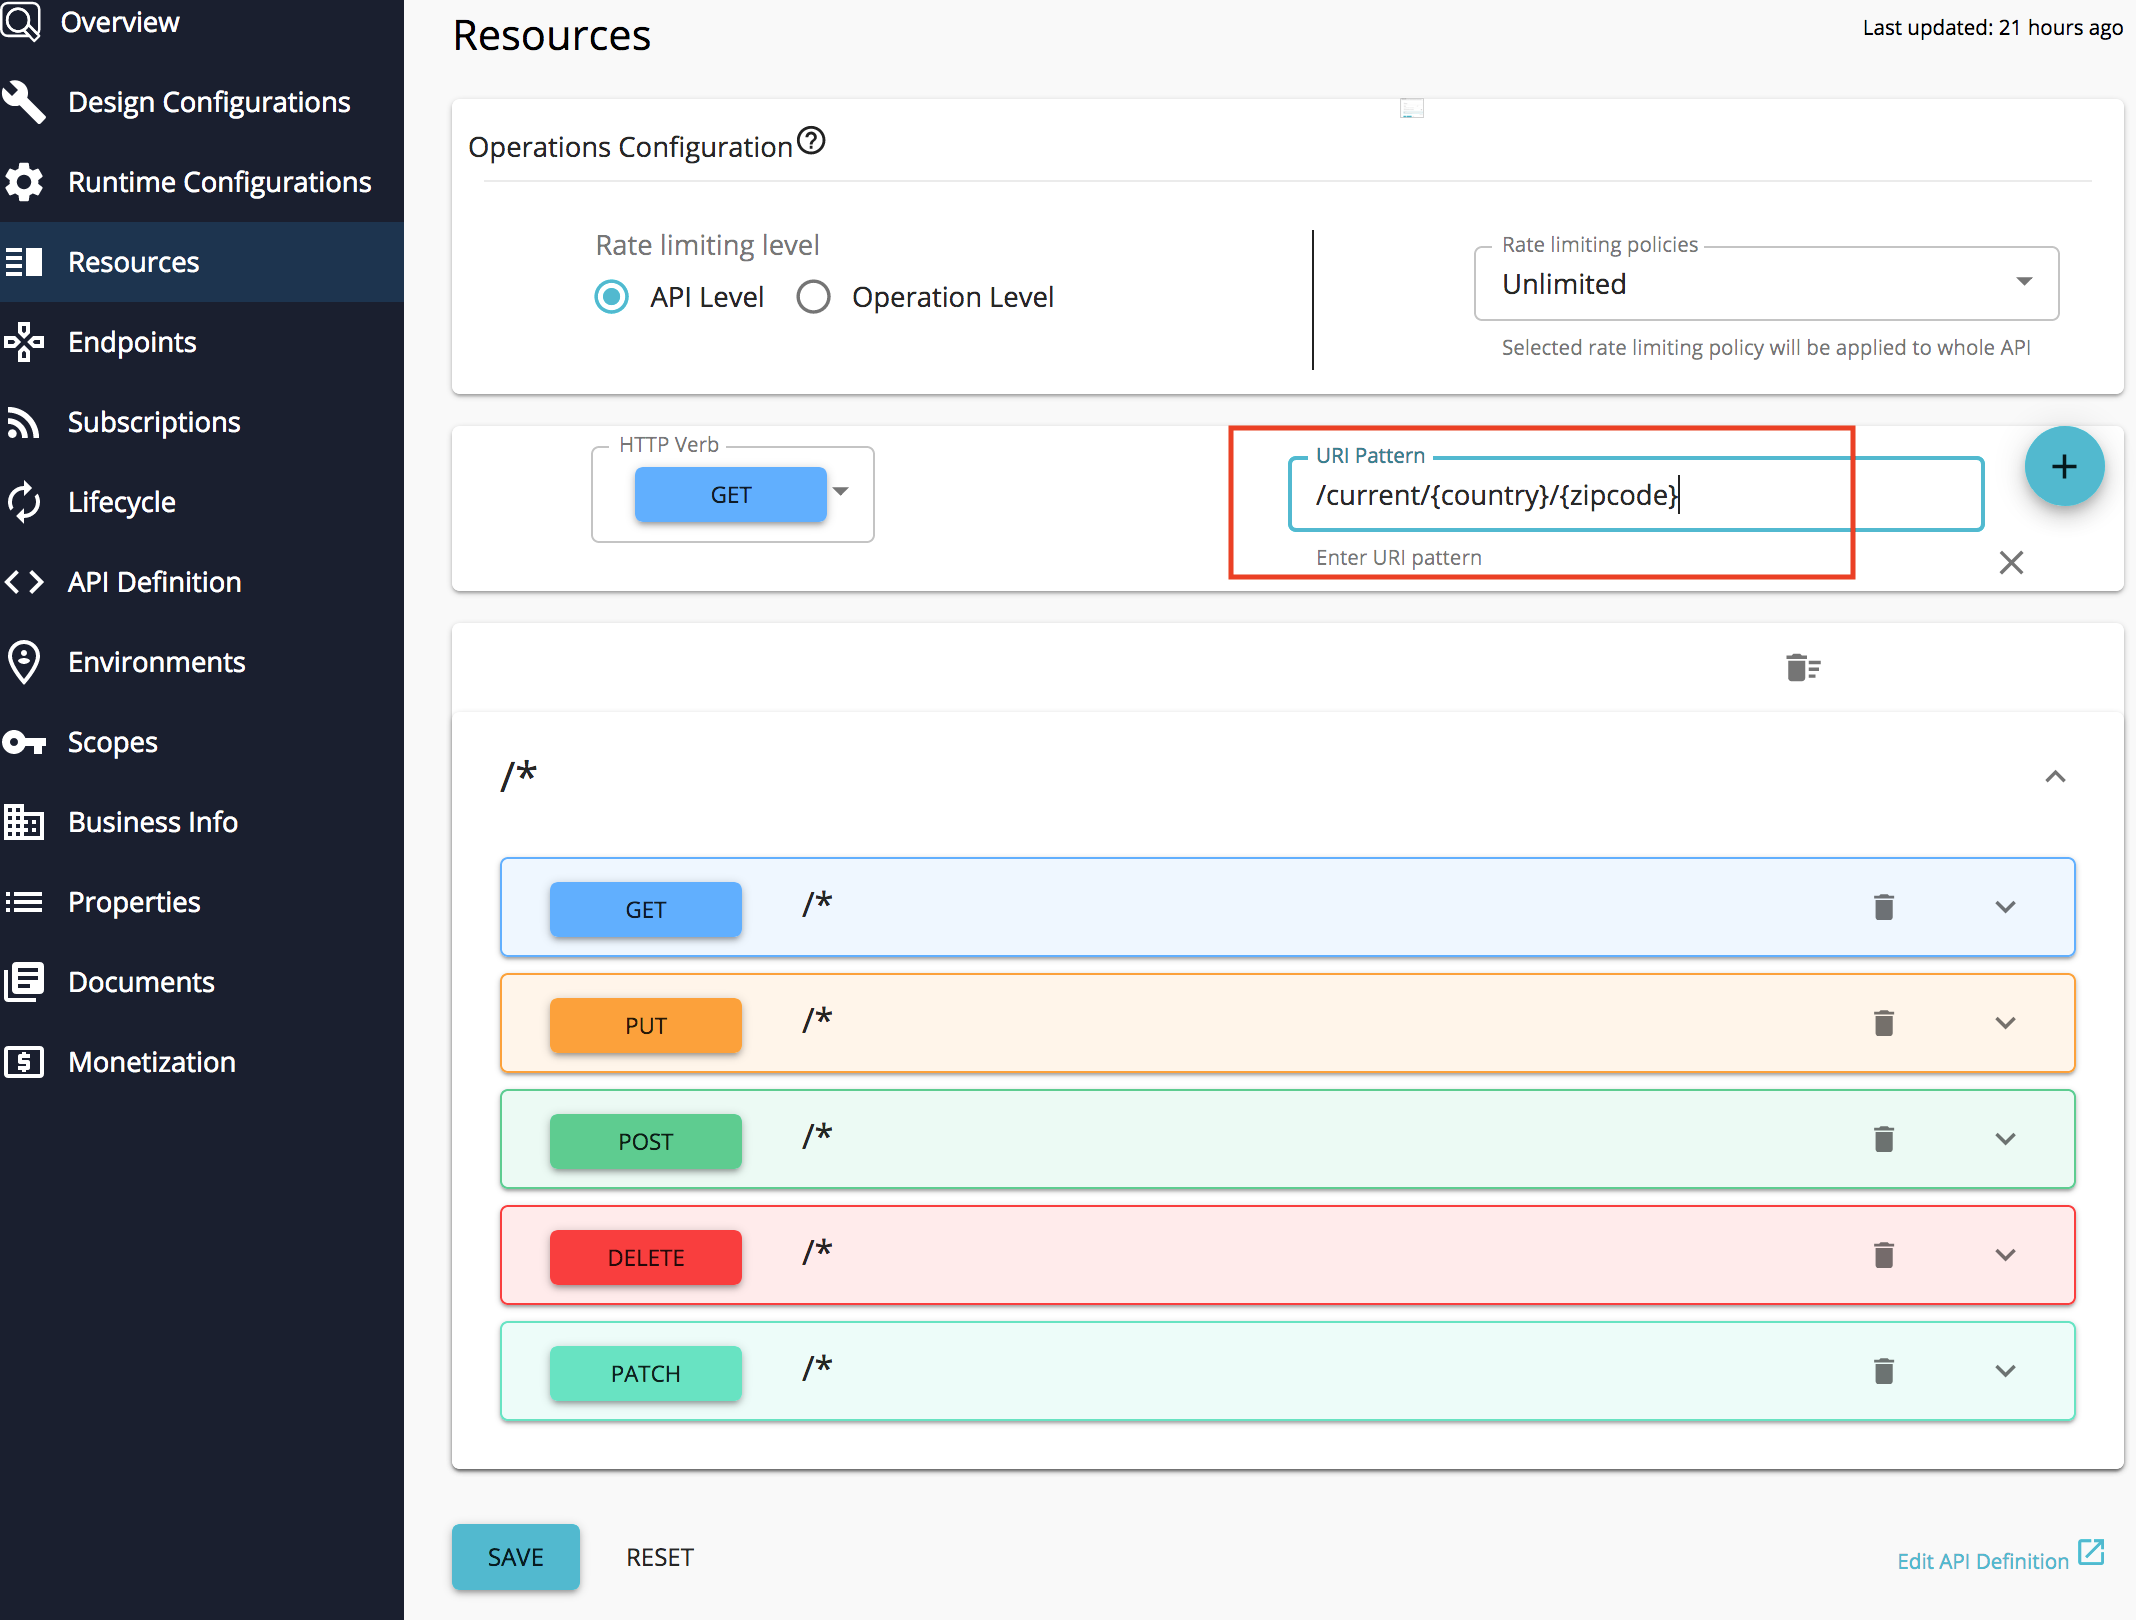 Overview
Design Configurations
Runtime Configurations
Resources
Endpoints
Subscriptions
Lifecycle
API Definition
Environments
Scopes
Business Info
Properties
Documents
Monetization
Resources
Last updated: 21 hours ago
Operations Configuration
Rate limiting level
API Level
Operation Level
Rate limiting policies
Unlimited
Selected rate limiting policy will be applied to whole API
HTTP Verb
GET
URI Pattern
/current/{country}/{zipcode}
Enter URI pattern
/*
GET /*
PUT /*
POST /*
DELETE /*
PATCH /*
SAVE
RESET
Edit API Definition